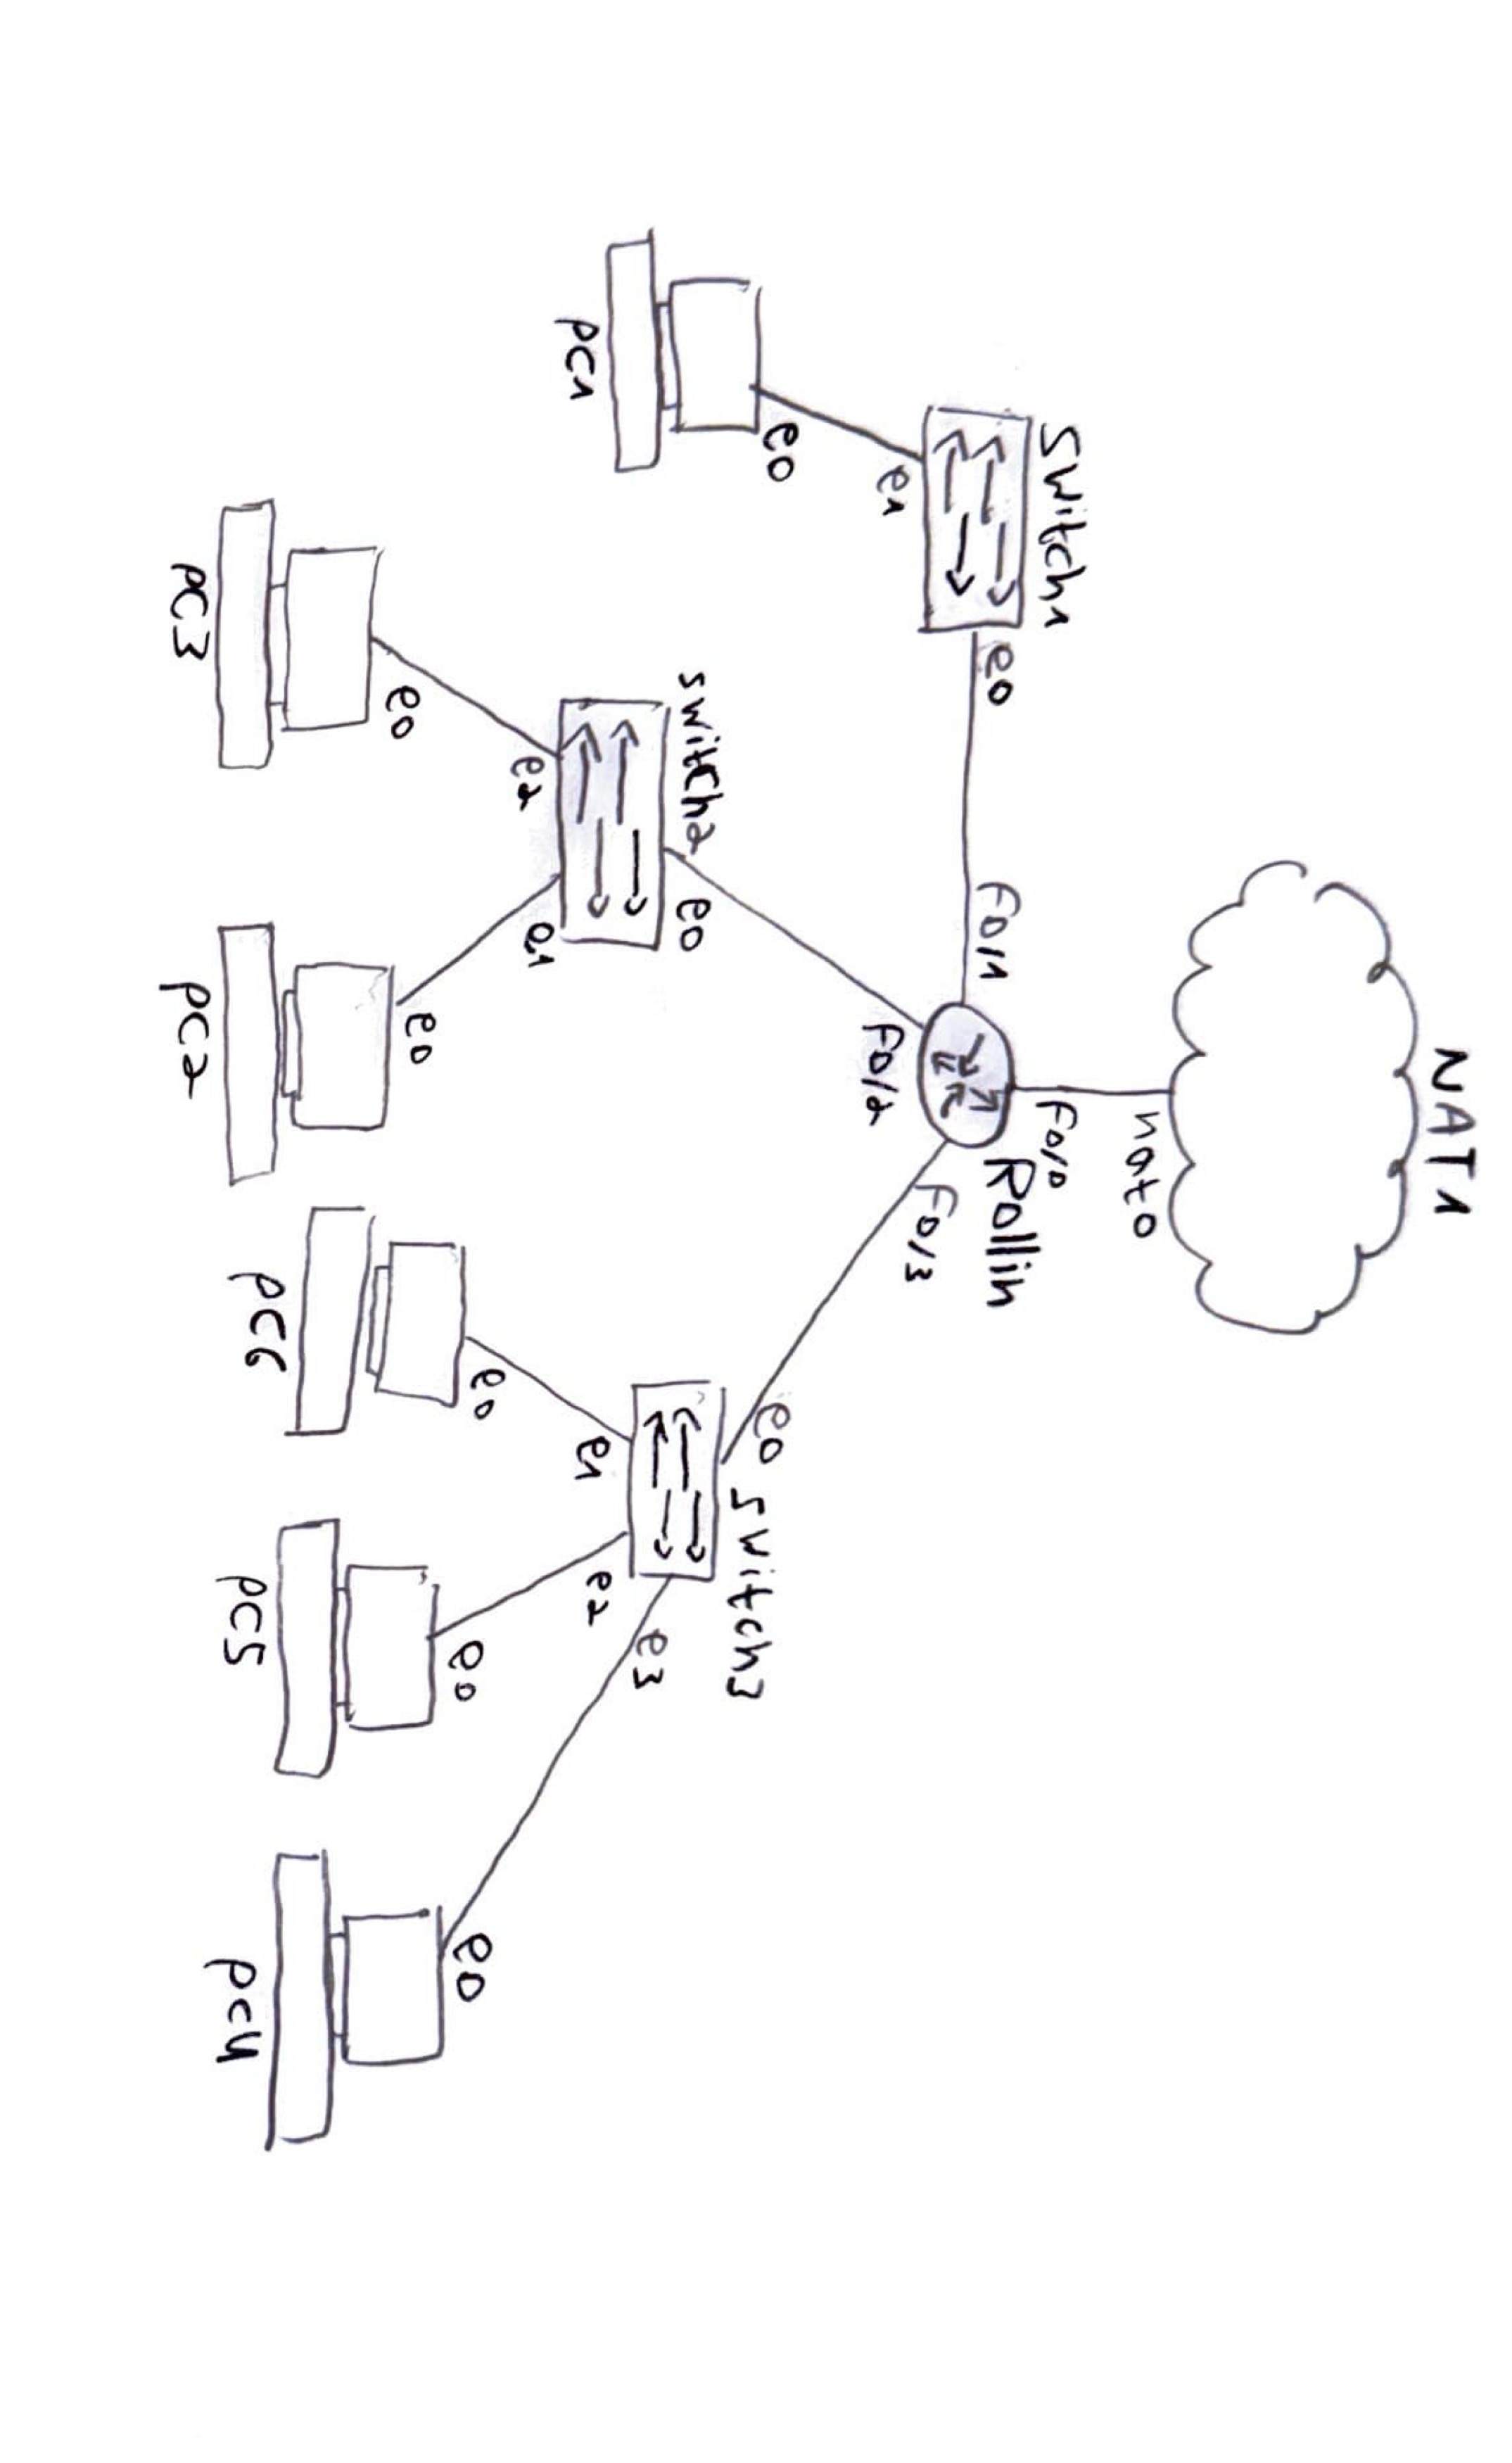 NAT1
nat0
f0/0
Rollin
switch1
e0
f0/1
f0/3
e1
f0/2
e0
e0
switch3
switch2
e0
e3
PC1
e1
e2
e2
e1
e0
e0
e0
e0
e0
PC6
PC5
PC4
PC3
PC2